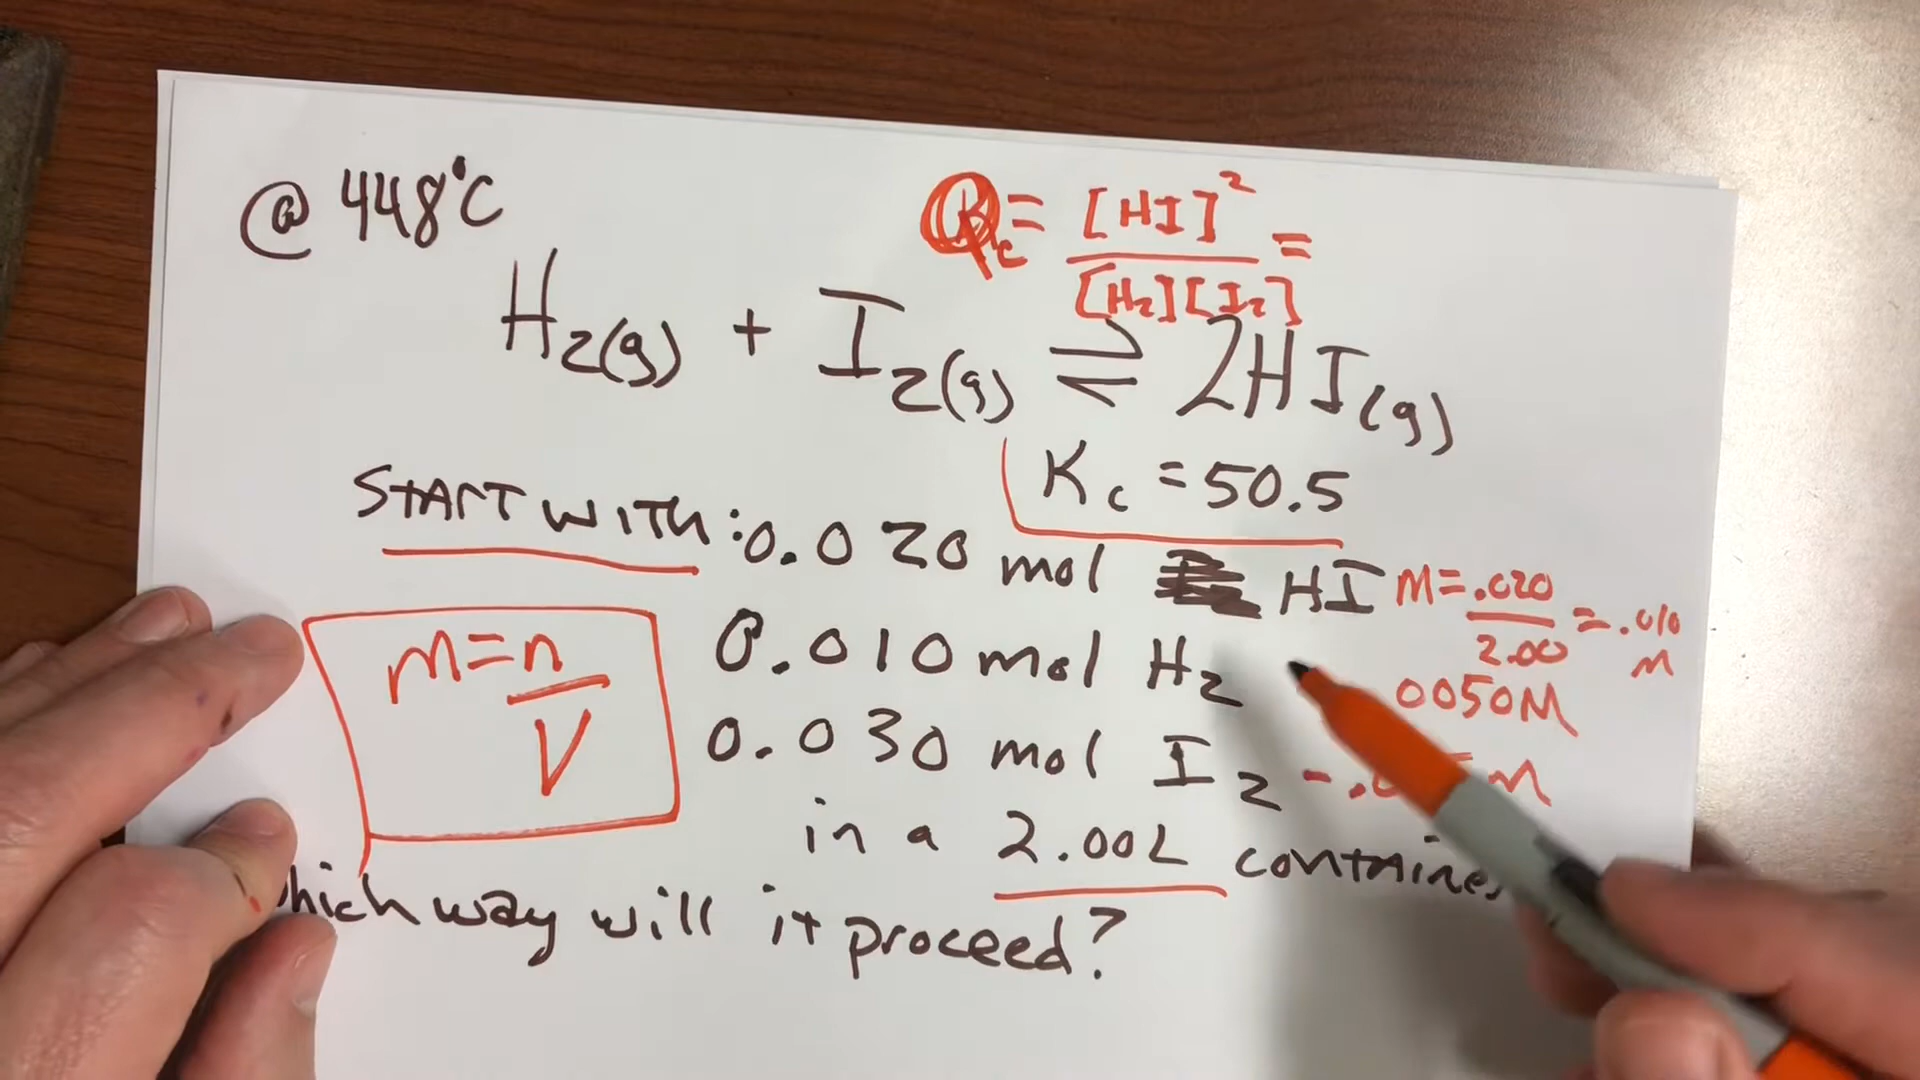 @ 448°C
Qc = [HI]² =
[H₂][I₂]
H₂(g) + I₂(g) ⇌ 2HI(g)
Kc = 50.5
START WITH: 0.020 mol HI
M = .020 = .010
2.00 M
0.010 mol H₂ 0050M
0.030 mol I₂ - M
M = n
V
in a 2.00L
way will it proceed?